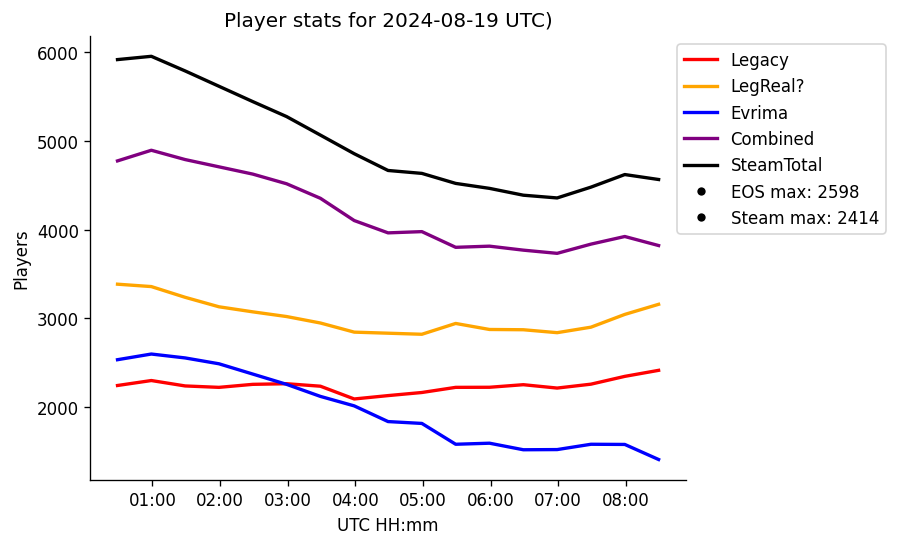 Player stats for 2024-08-19 UTC)
6000
5000
4000
3000
2000
Players
01:00 02:00 03:00 04:00 05:00 06:00 07:00 08:00
UTC HH:mm
Legacy
LegReal?
Evrima
Combined
SteamTotal
EOS max: 2598
Steam max: 2414